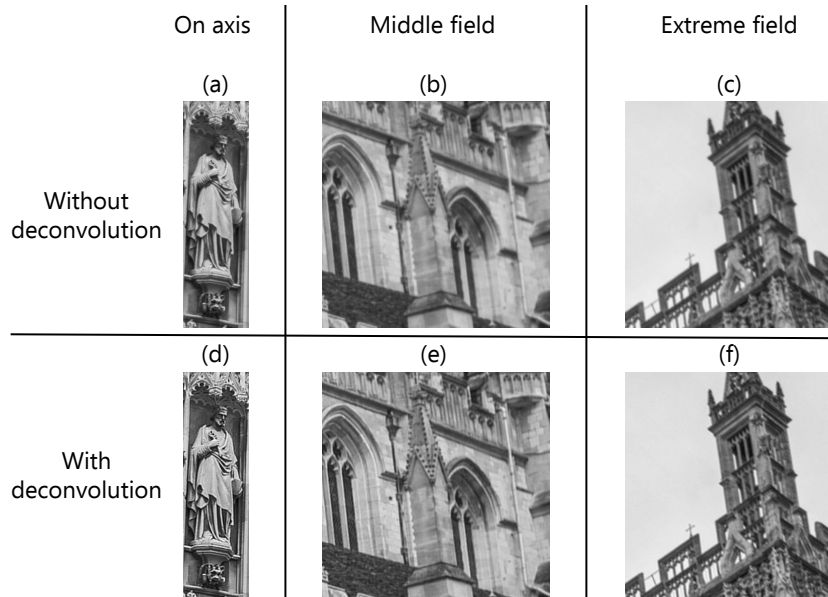 On axis
Middle field
Extreme field
(a)
(b)
(c)
Without
deconvolution
(d)
(e)
(f)
With
deconvolution